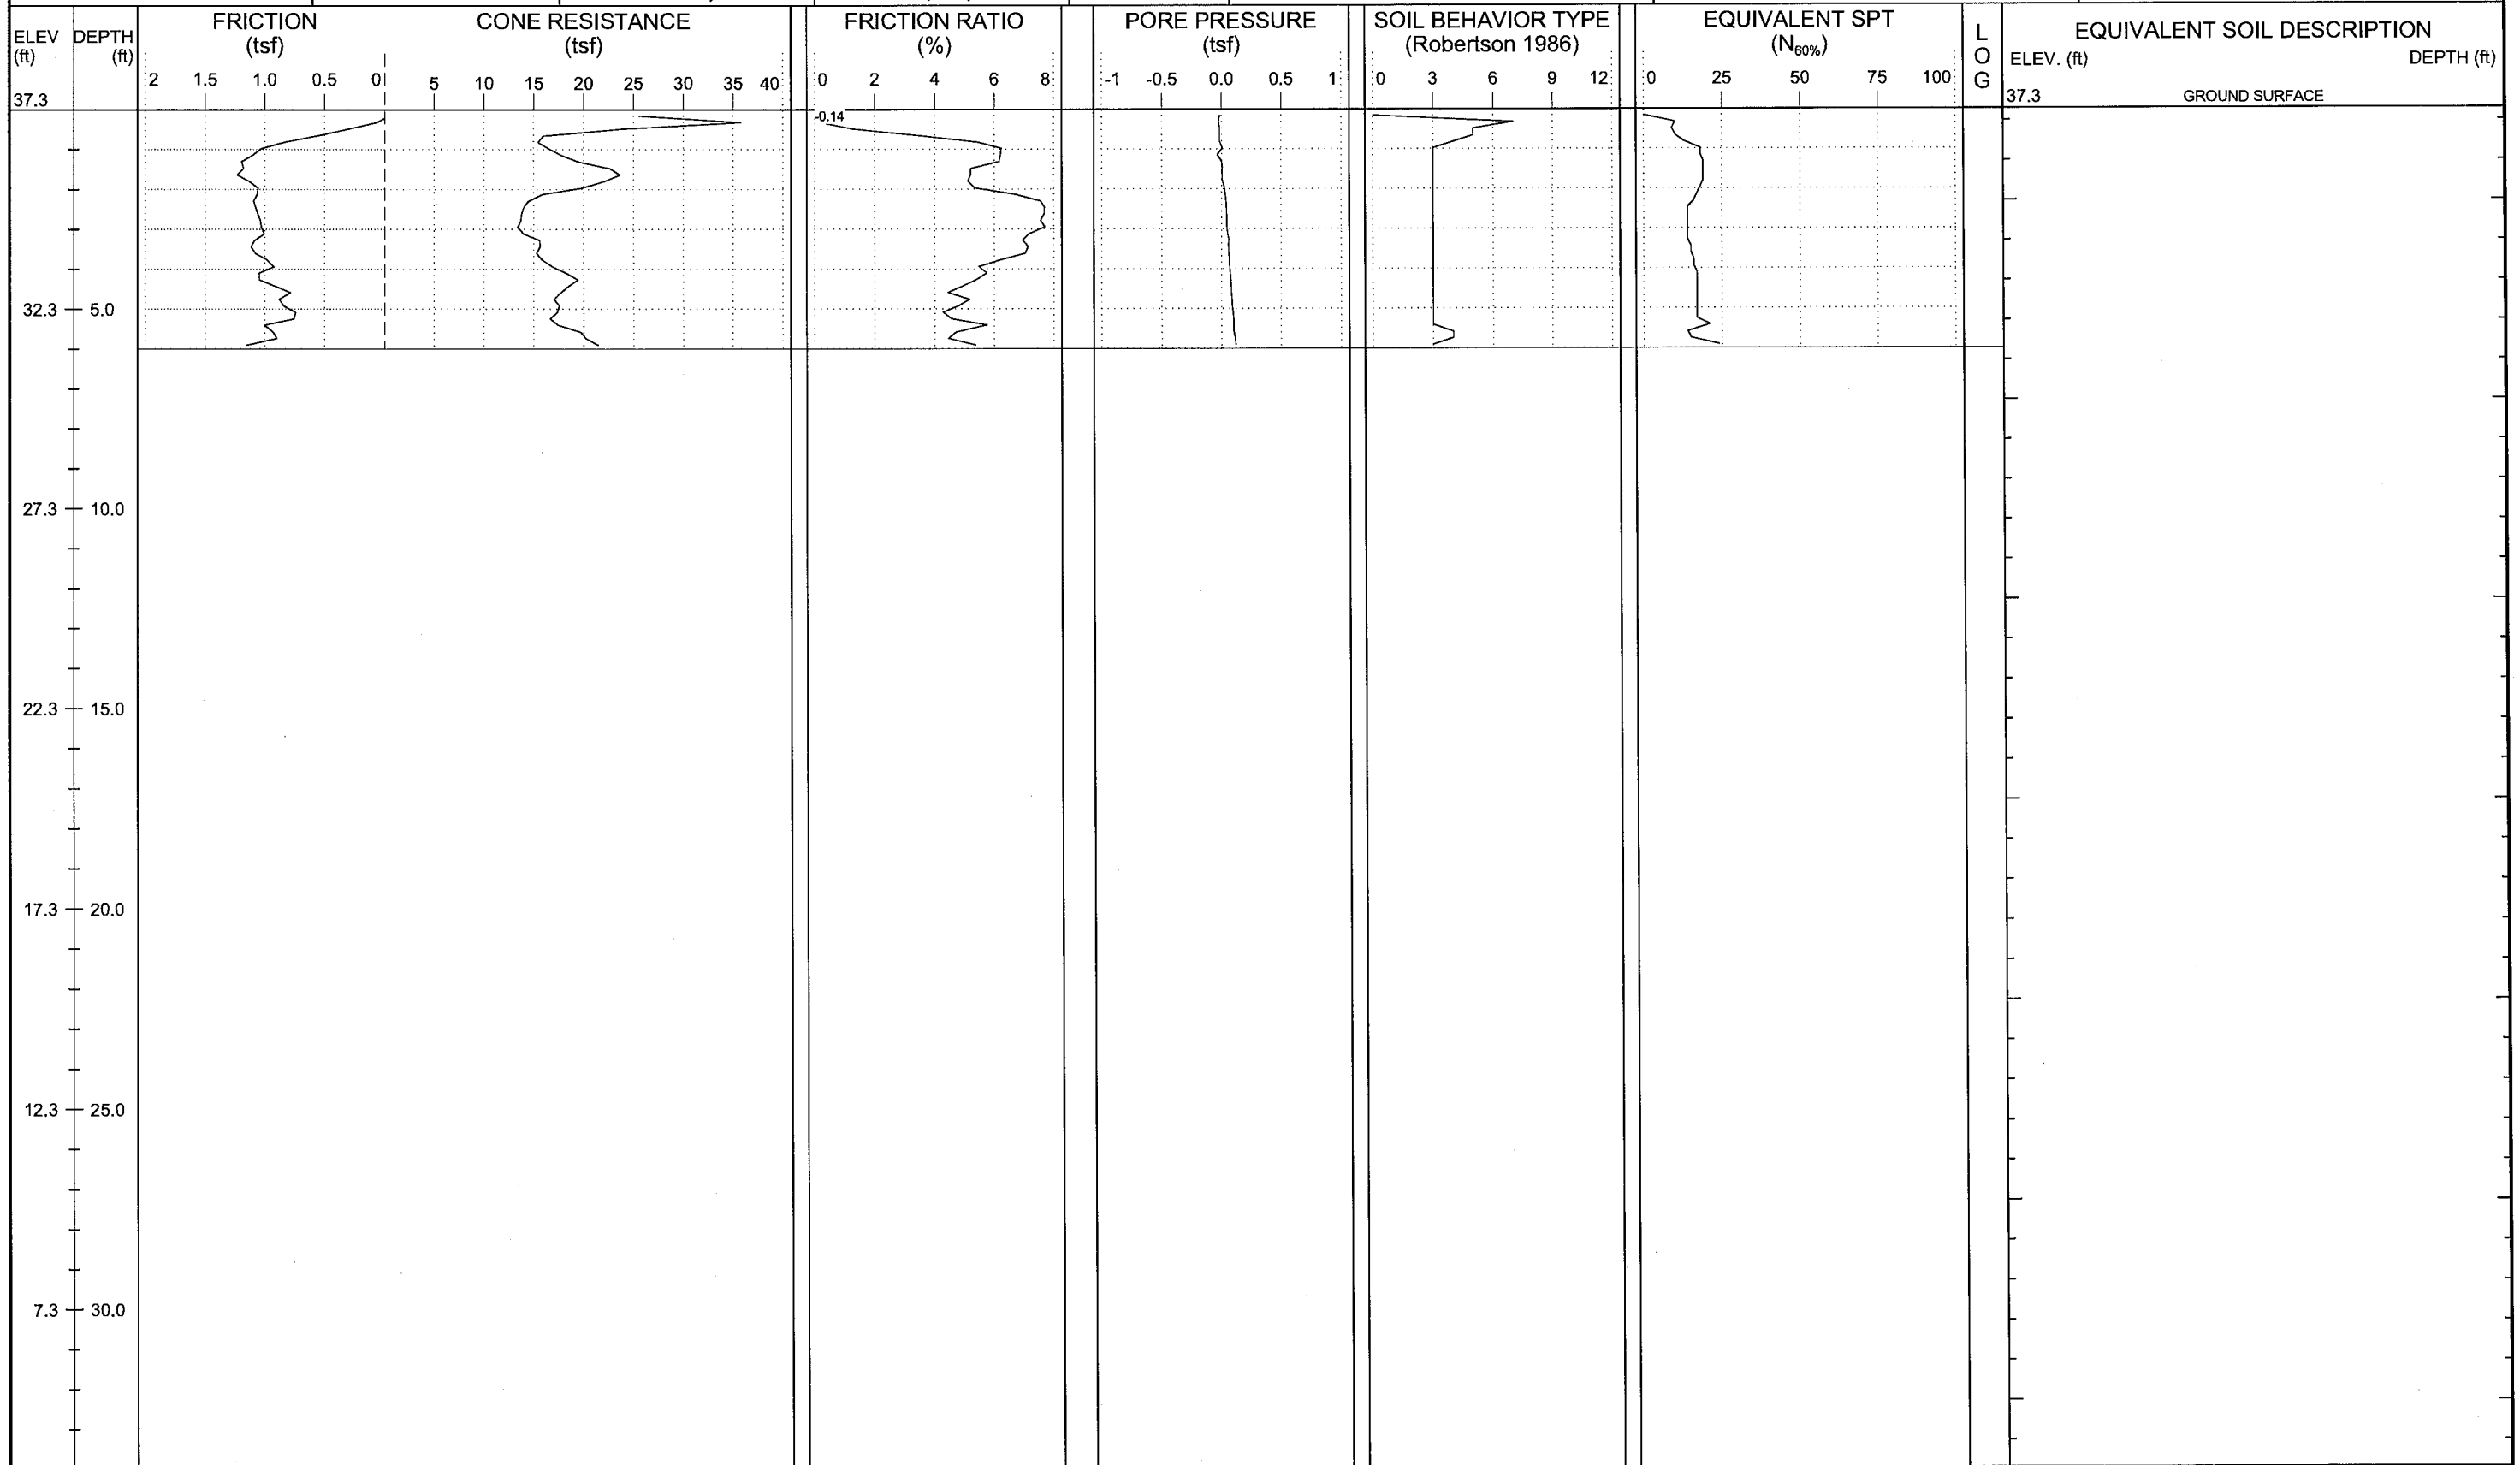 ELEV (ft)
DEPTH (ft)
FRICTION
(tsf)
CONE RESISTANCE
(tsf)
FRICTION RATIO
(%)
PORE PRESSURE
(tsf)
SOIL BEHAVIOR TYPE
(Robertson 1986)
EQUIVALENT SPT
(N60%)
LOG
EQUIVALENT SOIL DESCRIPTION
ELEV. (ft) DEPTH (ft)
2 1.5 1.0 0.5 0 5 10 15 20 25 30 35 40
0 2 4 6 8
-1 -0.5 0.0 0.5 1
0 3 6 9 12
0 25 50 75 100
37.3
37.3 GROUND SURFACE
-0.14
32.3 5.0
27.3 10.0
22.3 15.0
17.3 20.0
12.3 25.0
7.3 30.0